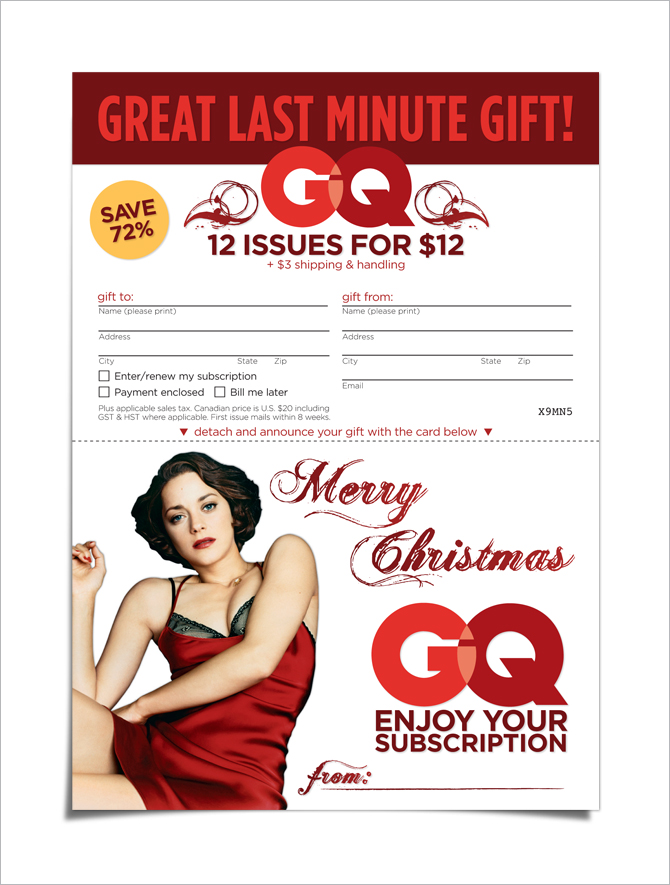 GREAT LAST MINUTE GIFT!
GQ
SAVE
72%
12 ISSUES FOR $12
+ $3 shipping & handling
gift to:
Name (please print)
Address
City State Zip
Enter/renew my subscription
Payment enclosed Bill me later
Plus applicable sales tax. Canadian price is U.S. $20 including
GST & HST where applicable. First issue mails within 8 weeks.
gift from:
Name (please print)
Address
City State Zip
Email
X9MN5
▼ detach and announce your gift with the card below ▼
Merry
Christmas
GQ
ENJOY YOUR
SUBSCRIPTION
from: